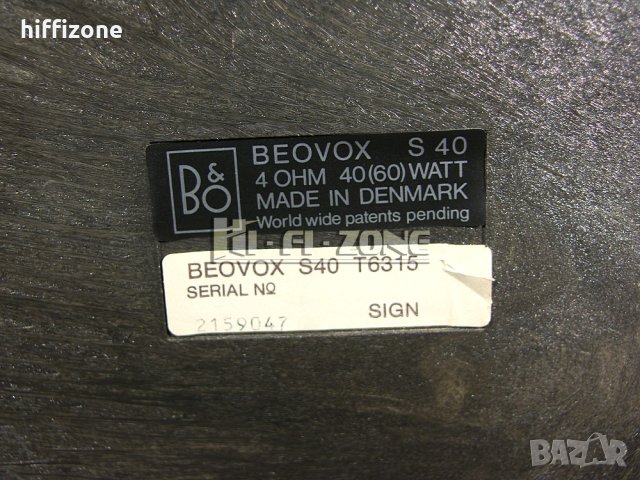 hiffizone
B&O
BEOVOX S 40
4 OHM 40(60) WATT
MADE IN DENMARK
World wide patents pending
HI-FI-ZONE
BEOVOX S40 T6315
SERIAL Nº
2159047 SIGN
BAZAR